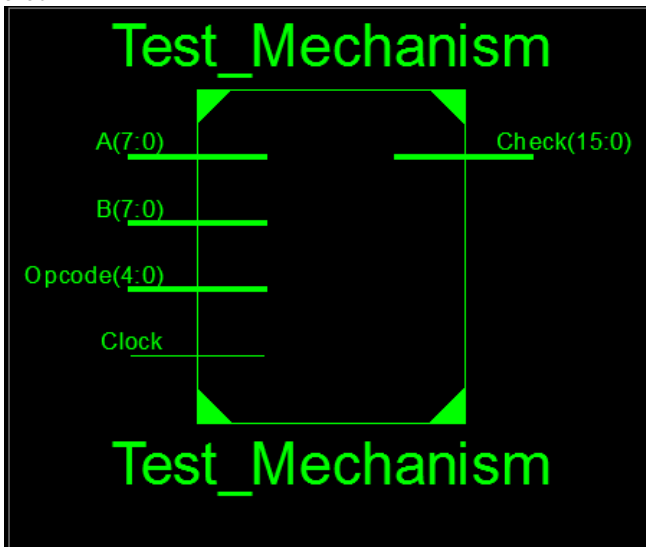 Test_Mechanism
A(7:0)
Check(15:0)
B(7:0)
Opcode(4:0)
Clock
Test_Mechanism